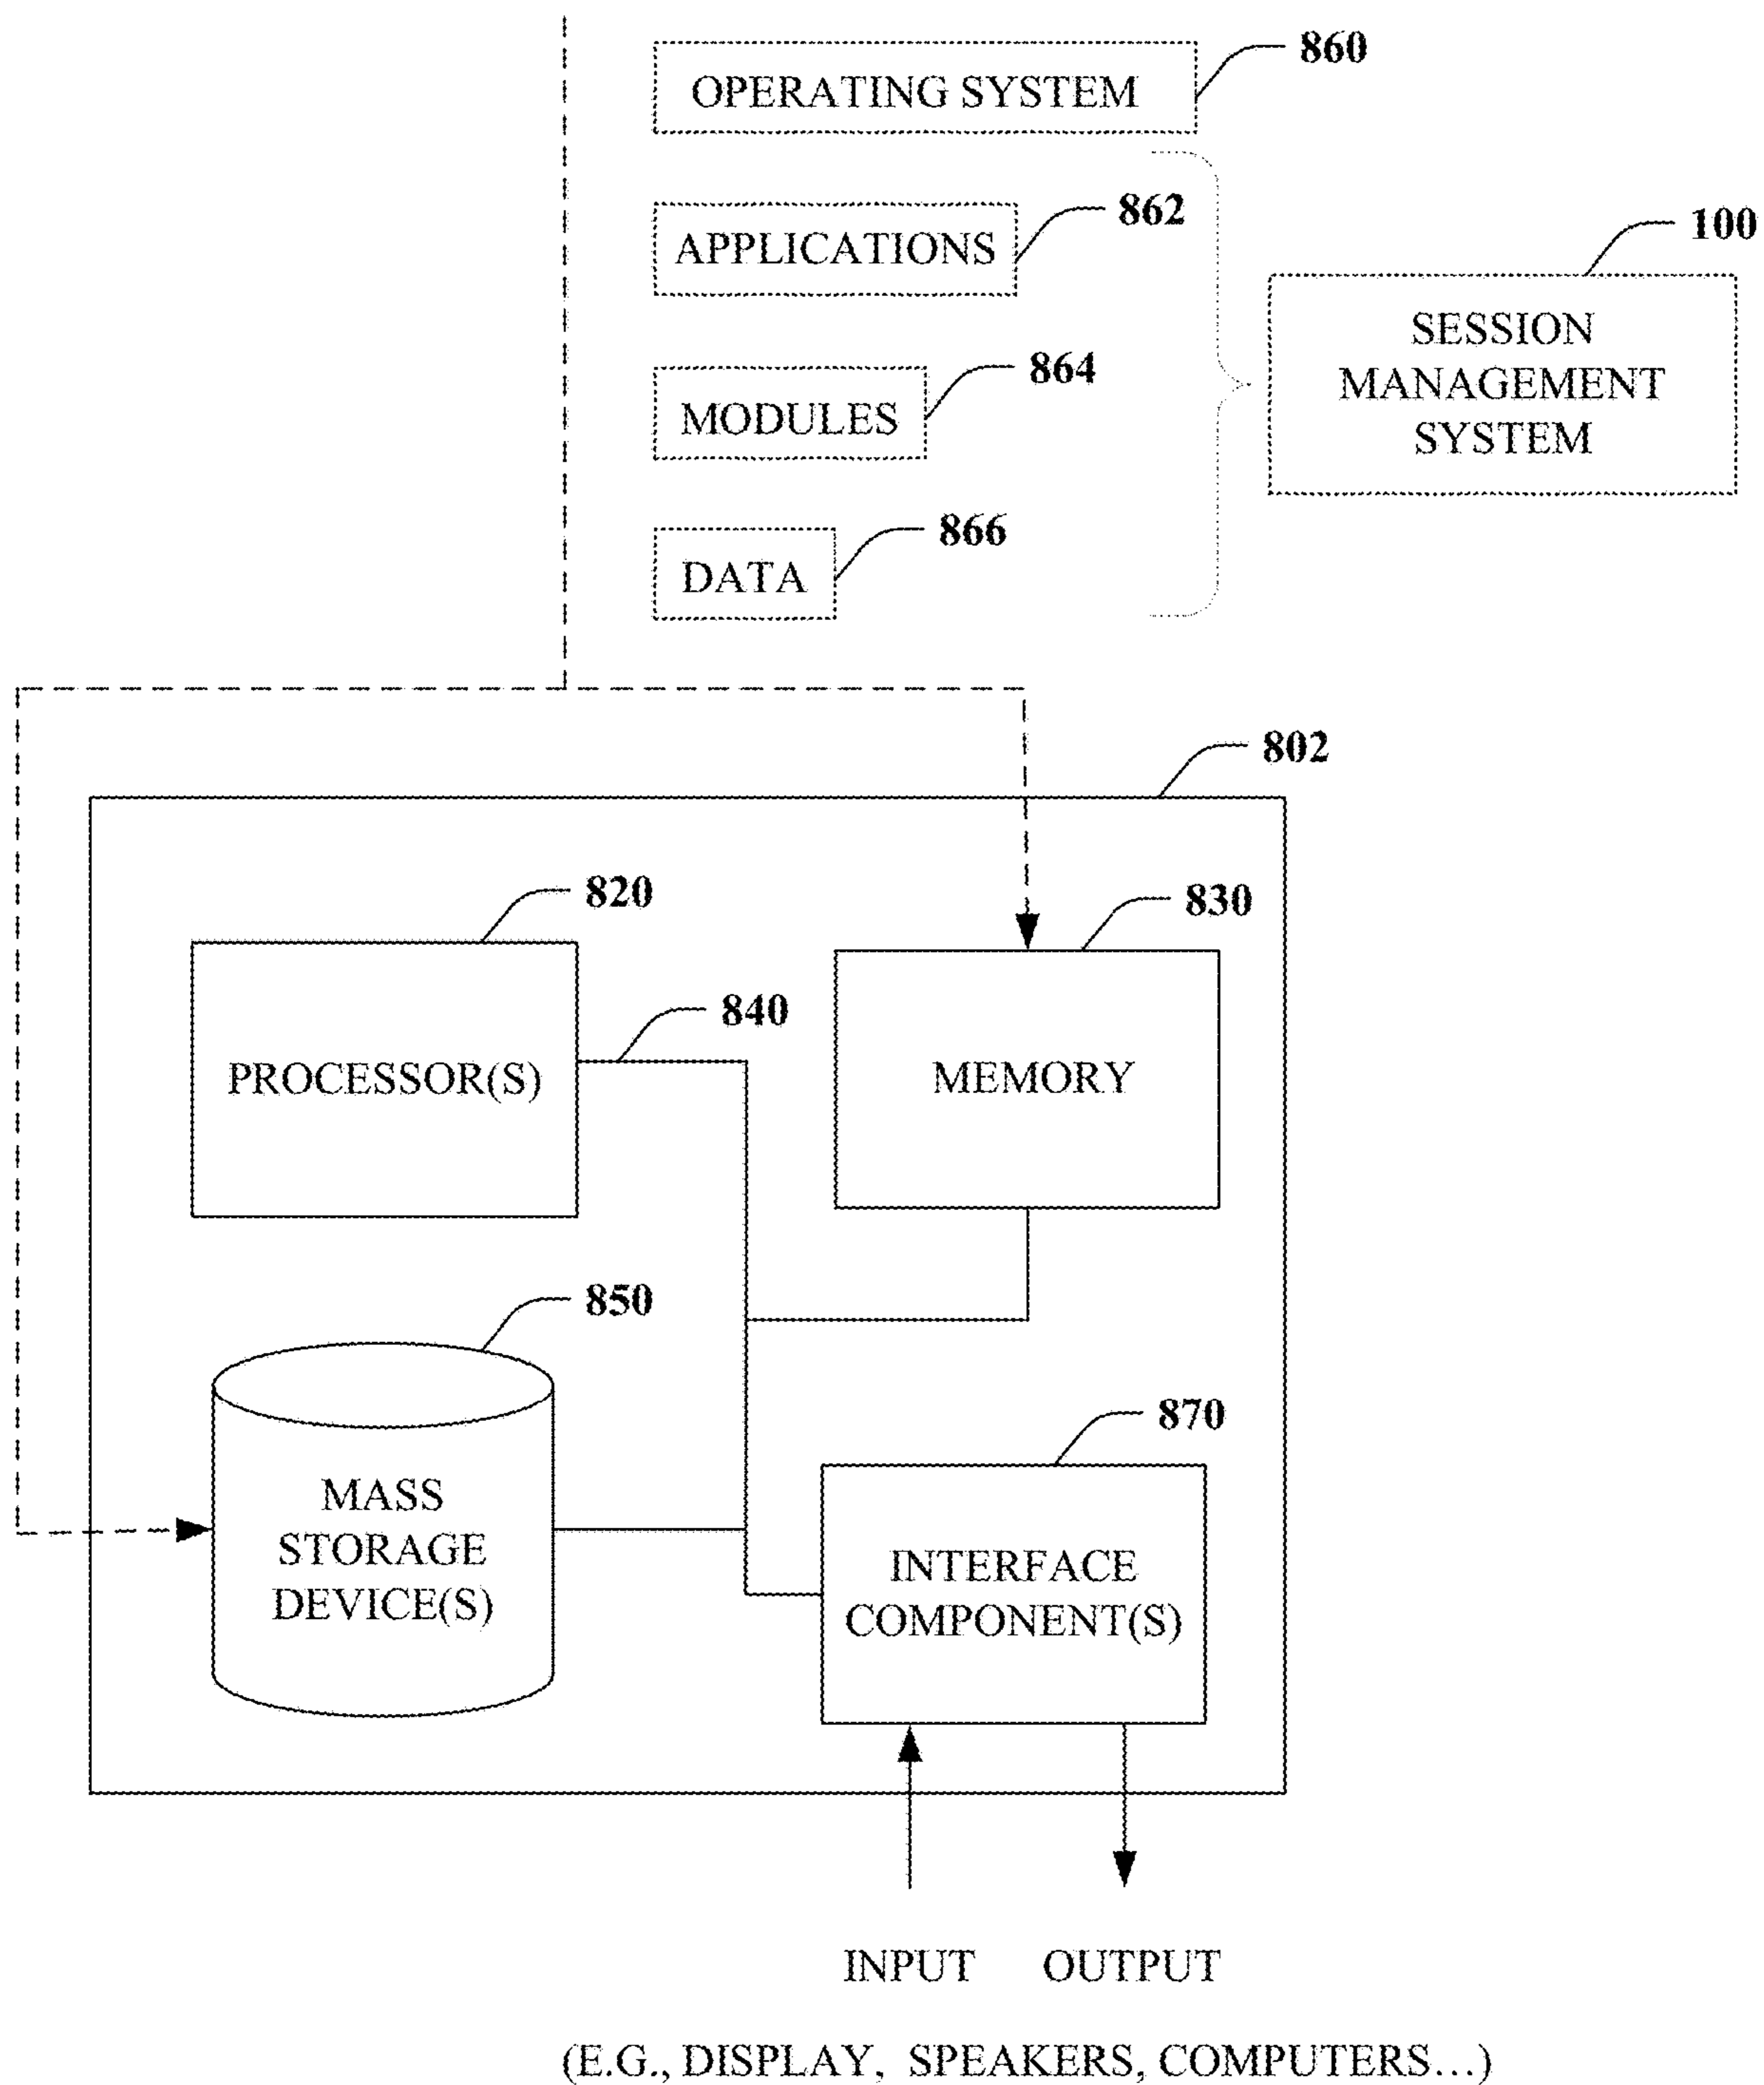 860
OPERATING SYSTEM
862
APPLICATIONS
100
SESSION
MANAGEMENT
SYSTEM
864
MODULES
866
DATA
802
820
PROCESSOR(S)
830
MEMORY
840
850
MASS
STORAGE
DEVICE(S)
870
INTERFACE
COMPONENT(S)
INPUT OUTPUT
(E.G., DISPLAY, SPEAKERS, COMPUTERS...)